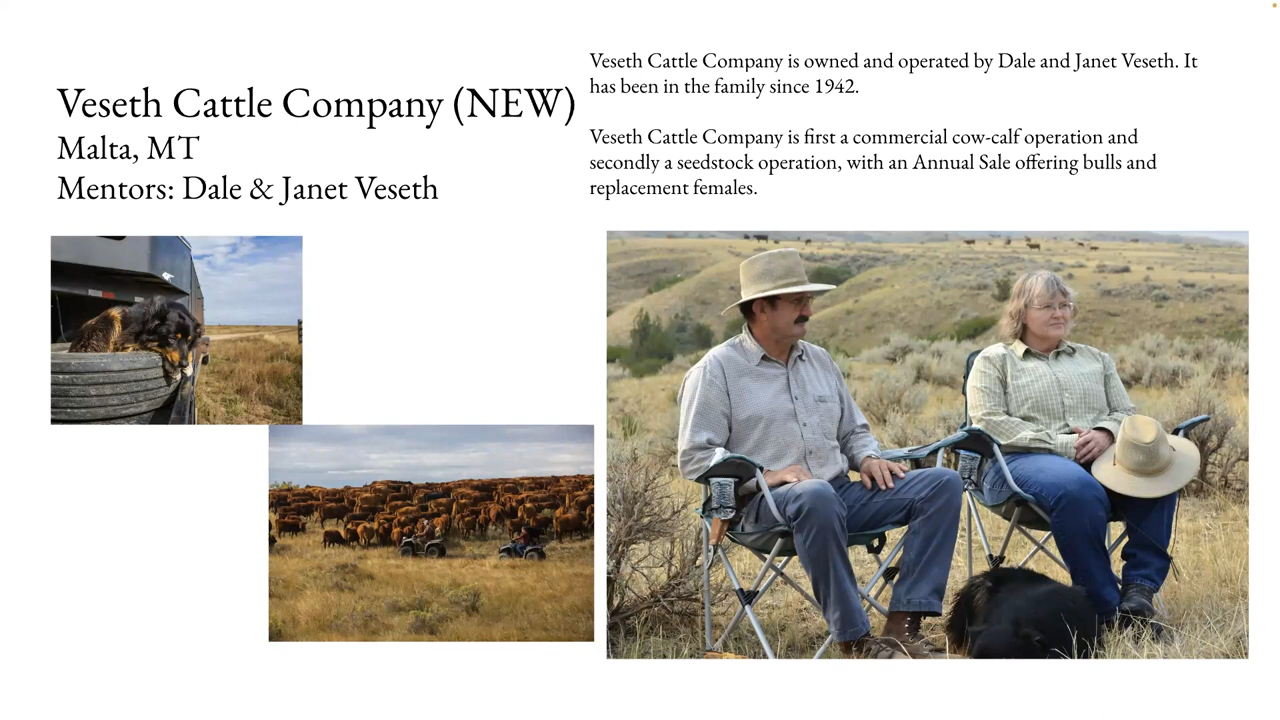 Veseth Cattle Company (NEW)
Malta, MT
Mentors: Dale & Janet Veseth
Veseth Cattle Company is owned and operated by Dale and Janet Veseth. It
has been in the family since 1942.
Veseth Cattle Company is first a commercial cow-calf operation and
secondly a seedstock operation, with an Annual Sale offering bulls and
replacement females.